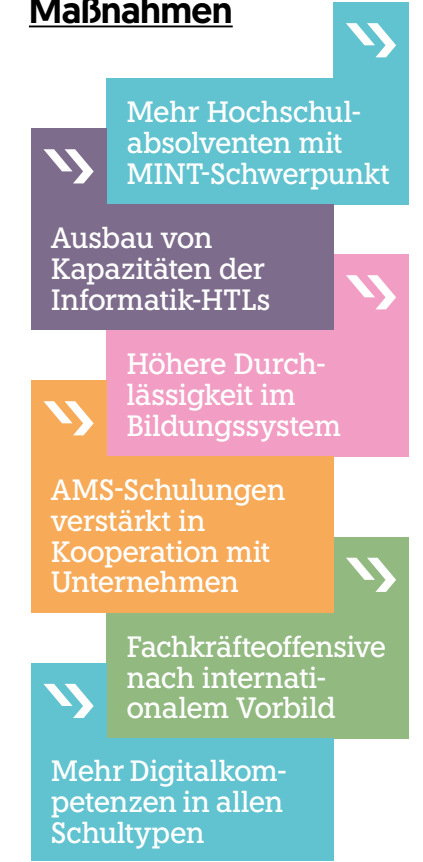 Maßnahmen
Mehr Hochschul-
absolventen mit
MINT-Schwerpunkt
Ausbau von
Kapazitäten der
Informatik-HTLs
Höhere Durch-
lässigkeit im
Bildungssystem
AMS-Schulungen
verstärkt in
Kooperation mit
Unternehmen
Fachkräfteoffensive
nach internati-
onalem Vorbild
Mehr Digitalkom-
petenzen in allen
Schultypen